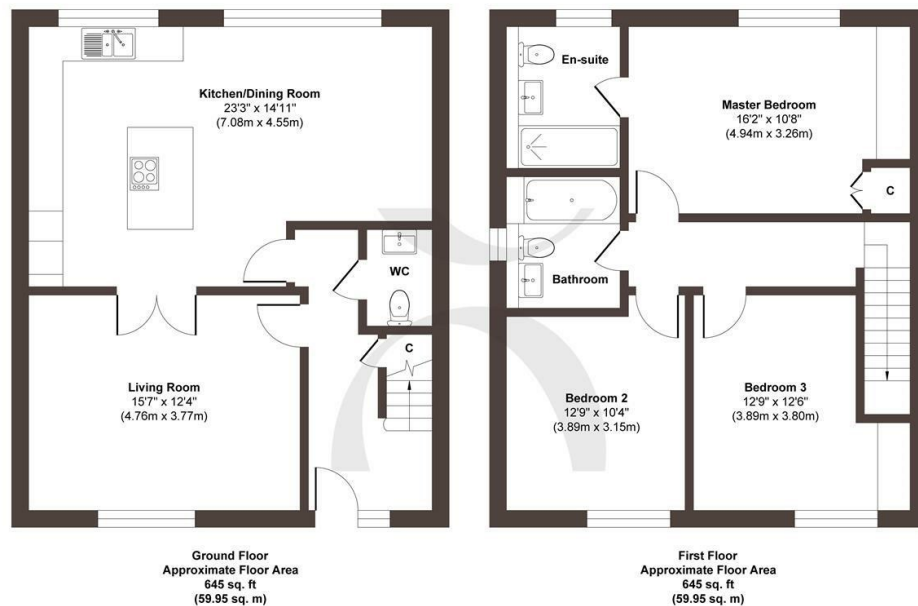 Kitchen/Dining Room
23'3" x 14'11"
(7.08m x 4.55m)
WC
C
Living Room
15'7" x 12'4"
(4.76m x 3.77m)
Ground Floor
Approximate Floor Area
645 sq. ft
(59.95 sq. m)
En-suite
Master Bedroom
16'2" x 10'8"
(4.94m x 3.26m)
C
Bathroom
Bedroom 2
12'9" x 10'4"
(3.89m x 3.15m)
Bedroom 3
12'9" x 12'6"
(3.89m x 3.80m)
First Floor
Approximate Floor Area
645 sq. ft
(59.95 sq. m)